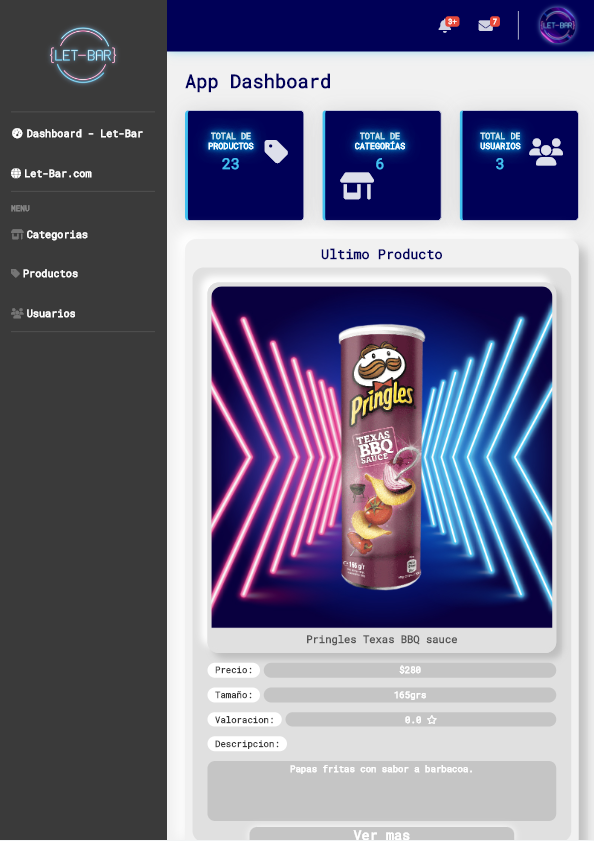 {LET-BAR}
3+
7
{LET-BAR}
Dashboard - Let-Bar
Let-Bar.com
MENU
Categorias
Productos
Usuarios
App Dashboard
TOTAL DE
PRODUCTOS
23
TOTAL DE
CATEGORÍAS
6
TOTAL DE
USUARIOS
3
Ultimo Producto
Pringles
TEXAS
BBQ
SAUCE
Pringles Texas BBQ sauce
Precio:
$280
Tamaño:
165grs
Valoracion:
0.0
Descripcion:
Papas fritas con sabor a barbacoa.
Ver mas